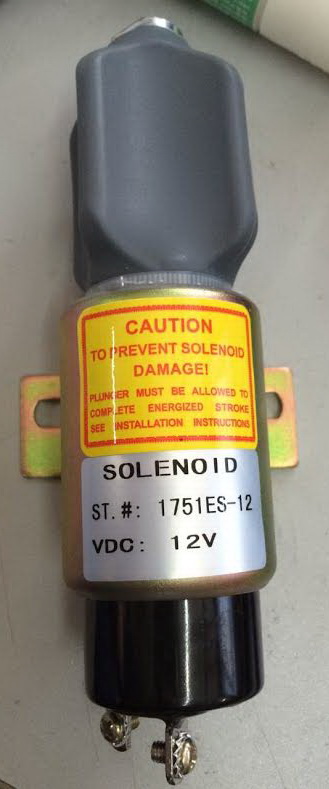 CAUTION
TO PREVENT SOLENOID
DAMAGE!
PLUNGER MUST BE ALLOWED TO
COMPLETE ENERGIZED STROKE
SEE INSTALLATION INSTRUCTIONS
SOLENOID
ST.#: 1751ES-12
VDC: 12V